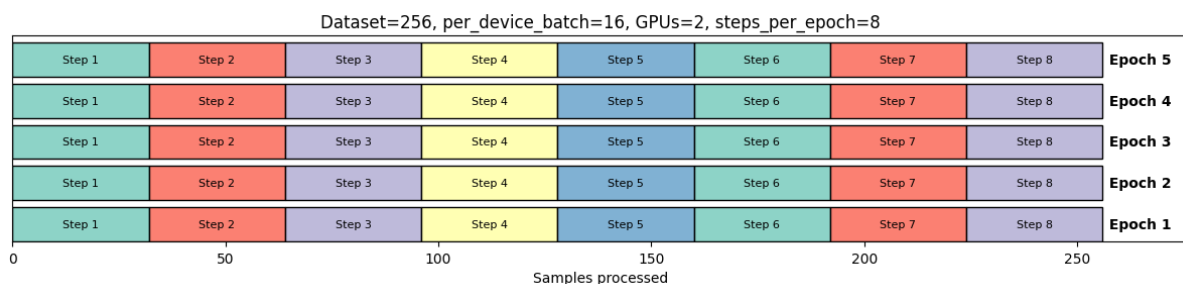 Dataset=256, per_device_batch=16, GPUs=2, steps_per_epoch=8
Step 1 Step 2 Step 3 Step 4 Step 5 Step 6 Step 7 Step 8 Epoch 5
Step 1 Step 2 Step 3 Step 4 Step 5 Step 6 Step 7 Step 8 Epoch 4
Step 1 Step 2 Step 3 Step 4 Step 5 Step 6 Step 7 Step 8 Epoch 3
Step 1 Step 2 Step 3 Step 4 Step 5 Step 6 Step 7 Step 8 Epoch 2
Step 1 Step 2 Step 3 Step 4 Step 5 Step 6 Step 7 Step 8 Epoch 1
0 50 100 150 200 250
Samples processed